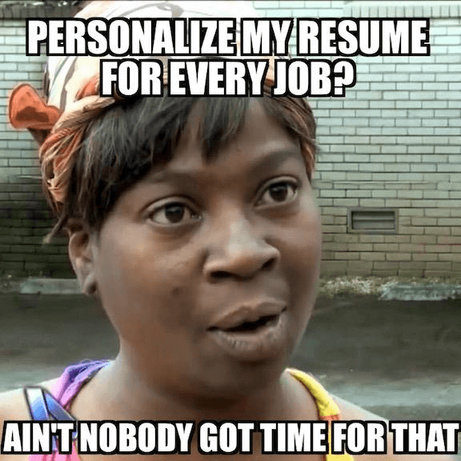 PERSONALIZE MY RESUME
FOR EVERY JOB?
AIN'T NOBODY GOT TIME FOR THAT